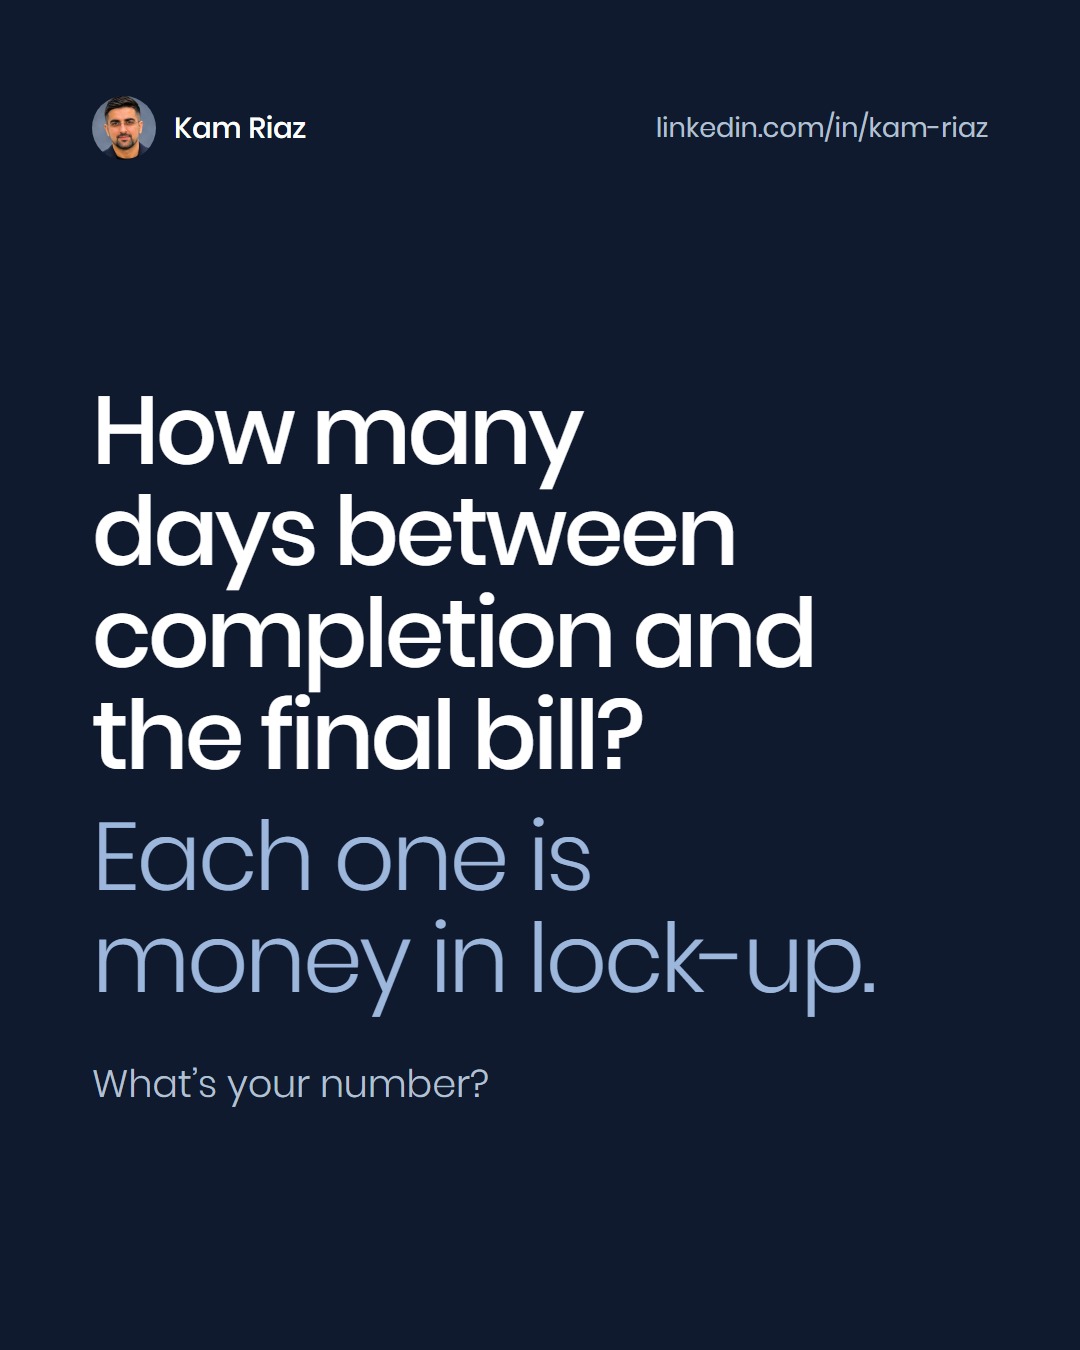 Kam Riaz
linkedin.com/in/kam-riaz
How many
days between
completion and
the final bill?
Each one is
money in lock-up.
What’s your number?